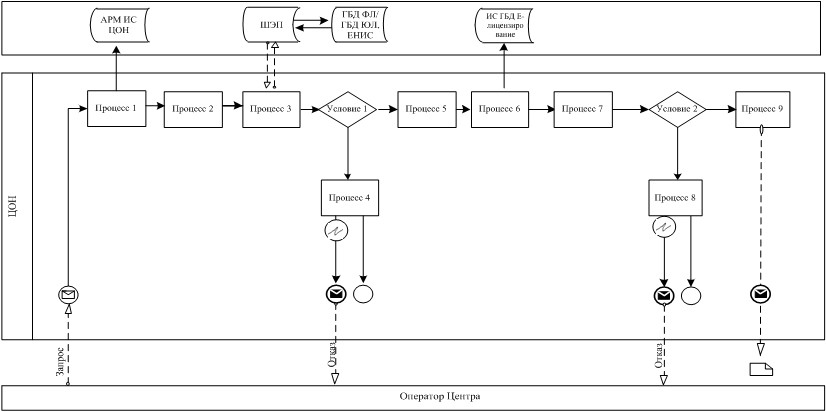 АРМ ИС
ЦОН
ШЭП
ГБД ФЛ/
ГБД ЮЛ,
ЕНИС
ИС ГБД Е-
лицензиро
вание
Процесс 1
Процесс 2
Процесс 3
Условие 1
Процесс 5
Процесс 6
Процесс 7
Условие 2
Процесс 9
Процесс 4
Процесс 8
ЦОН
Запрос
Отказ
Отказ
Оператор Центра